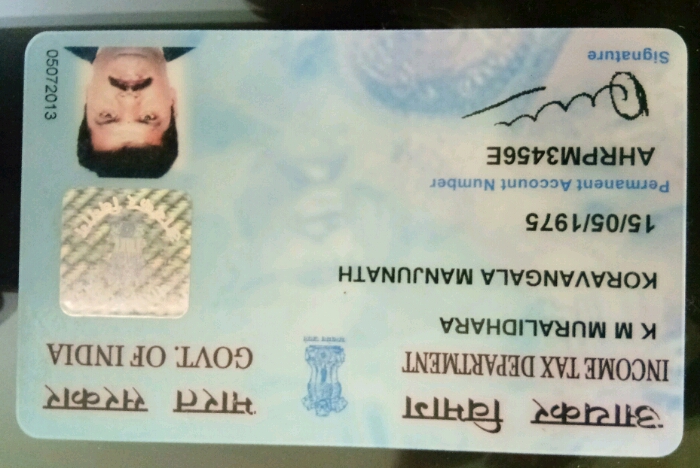 आयकर विभाग
INCOME TAX DEPARTMENT
भारत सरकार
GOVT. OF INDIA
K M MURALIDHARA
KORAVANGALA MANJUNATH
15/05/1975
Permanent Account Number
AHRPM3456E
Signature
05072013